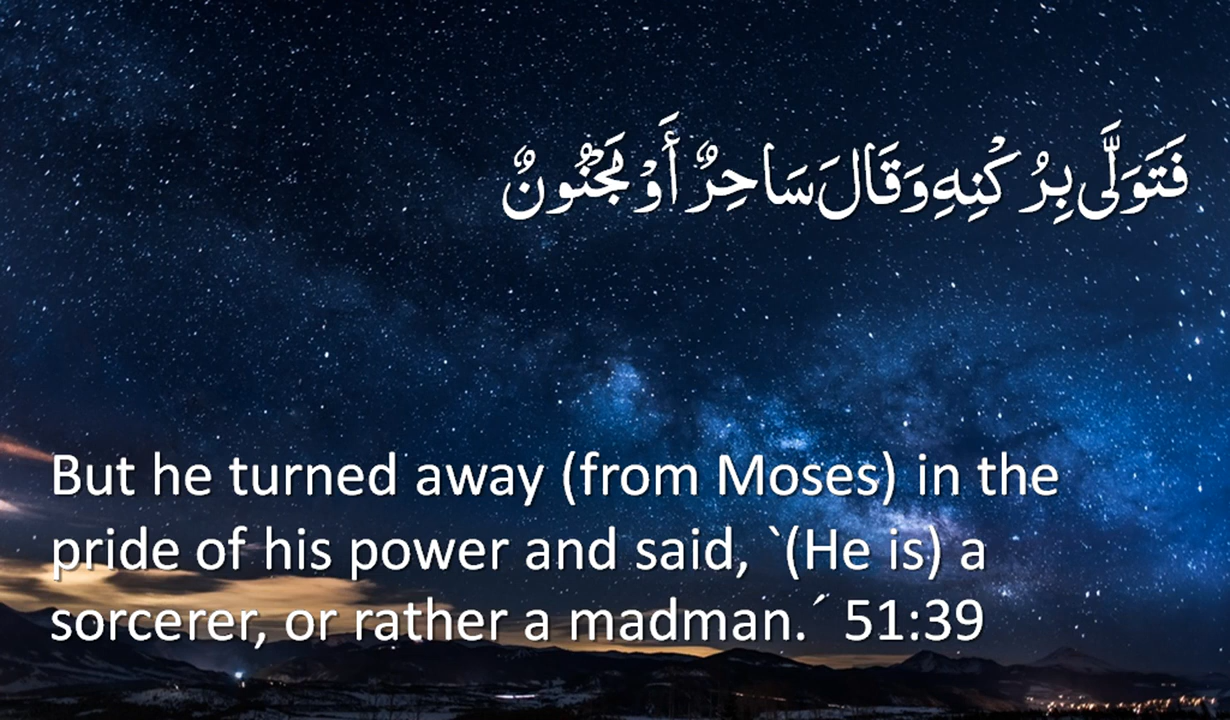 فَتَوَلَّى بِرُكْنِهِ وَقَالَ سَاحِرٌ أَوْ مَجْنُونٌ
But he turned away (from Moses) in the
pride of his power and said, `(He is) a
sorcerer, or rather a madman.´ 51:39